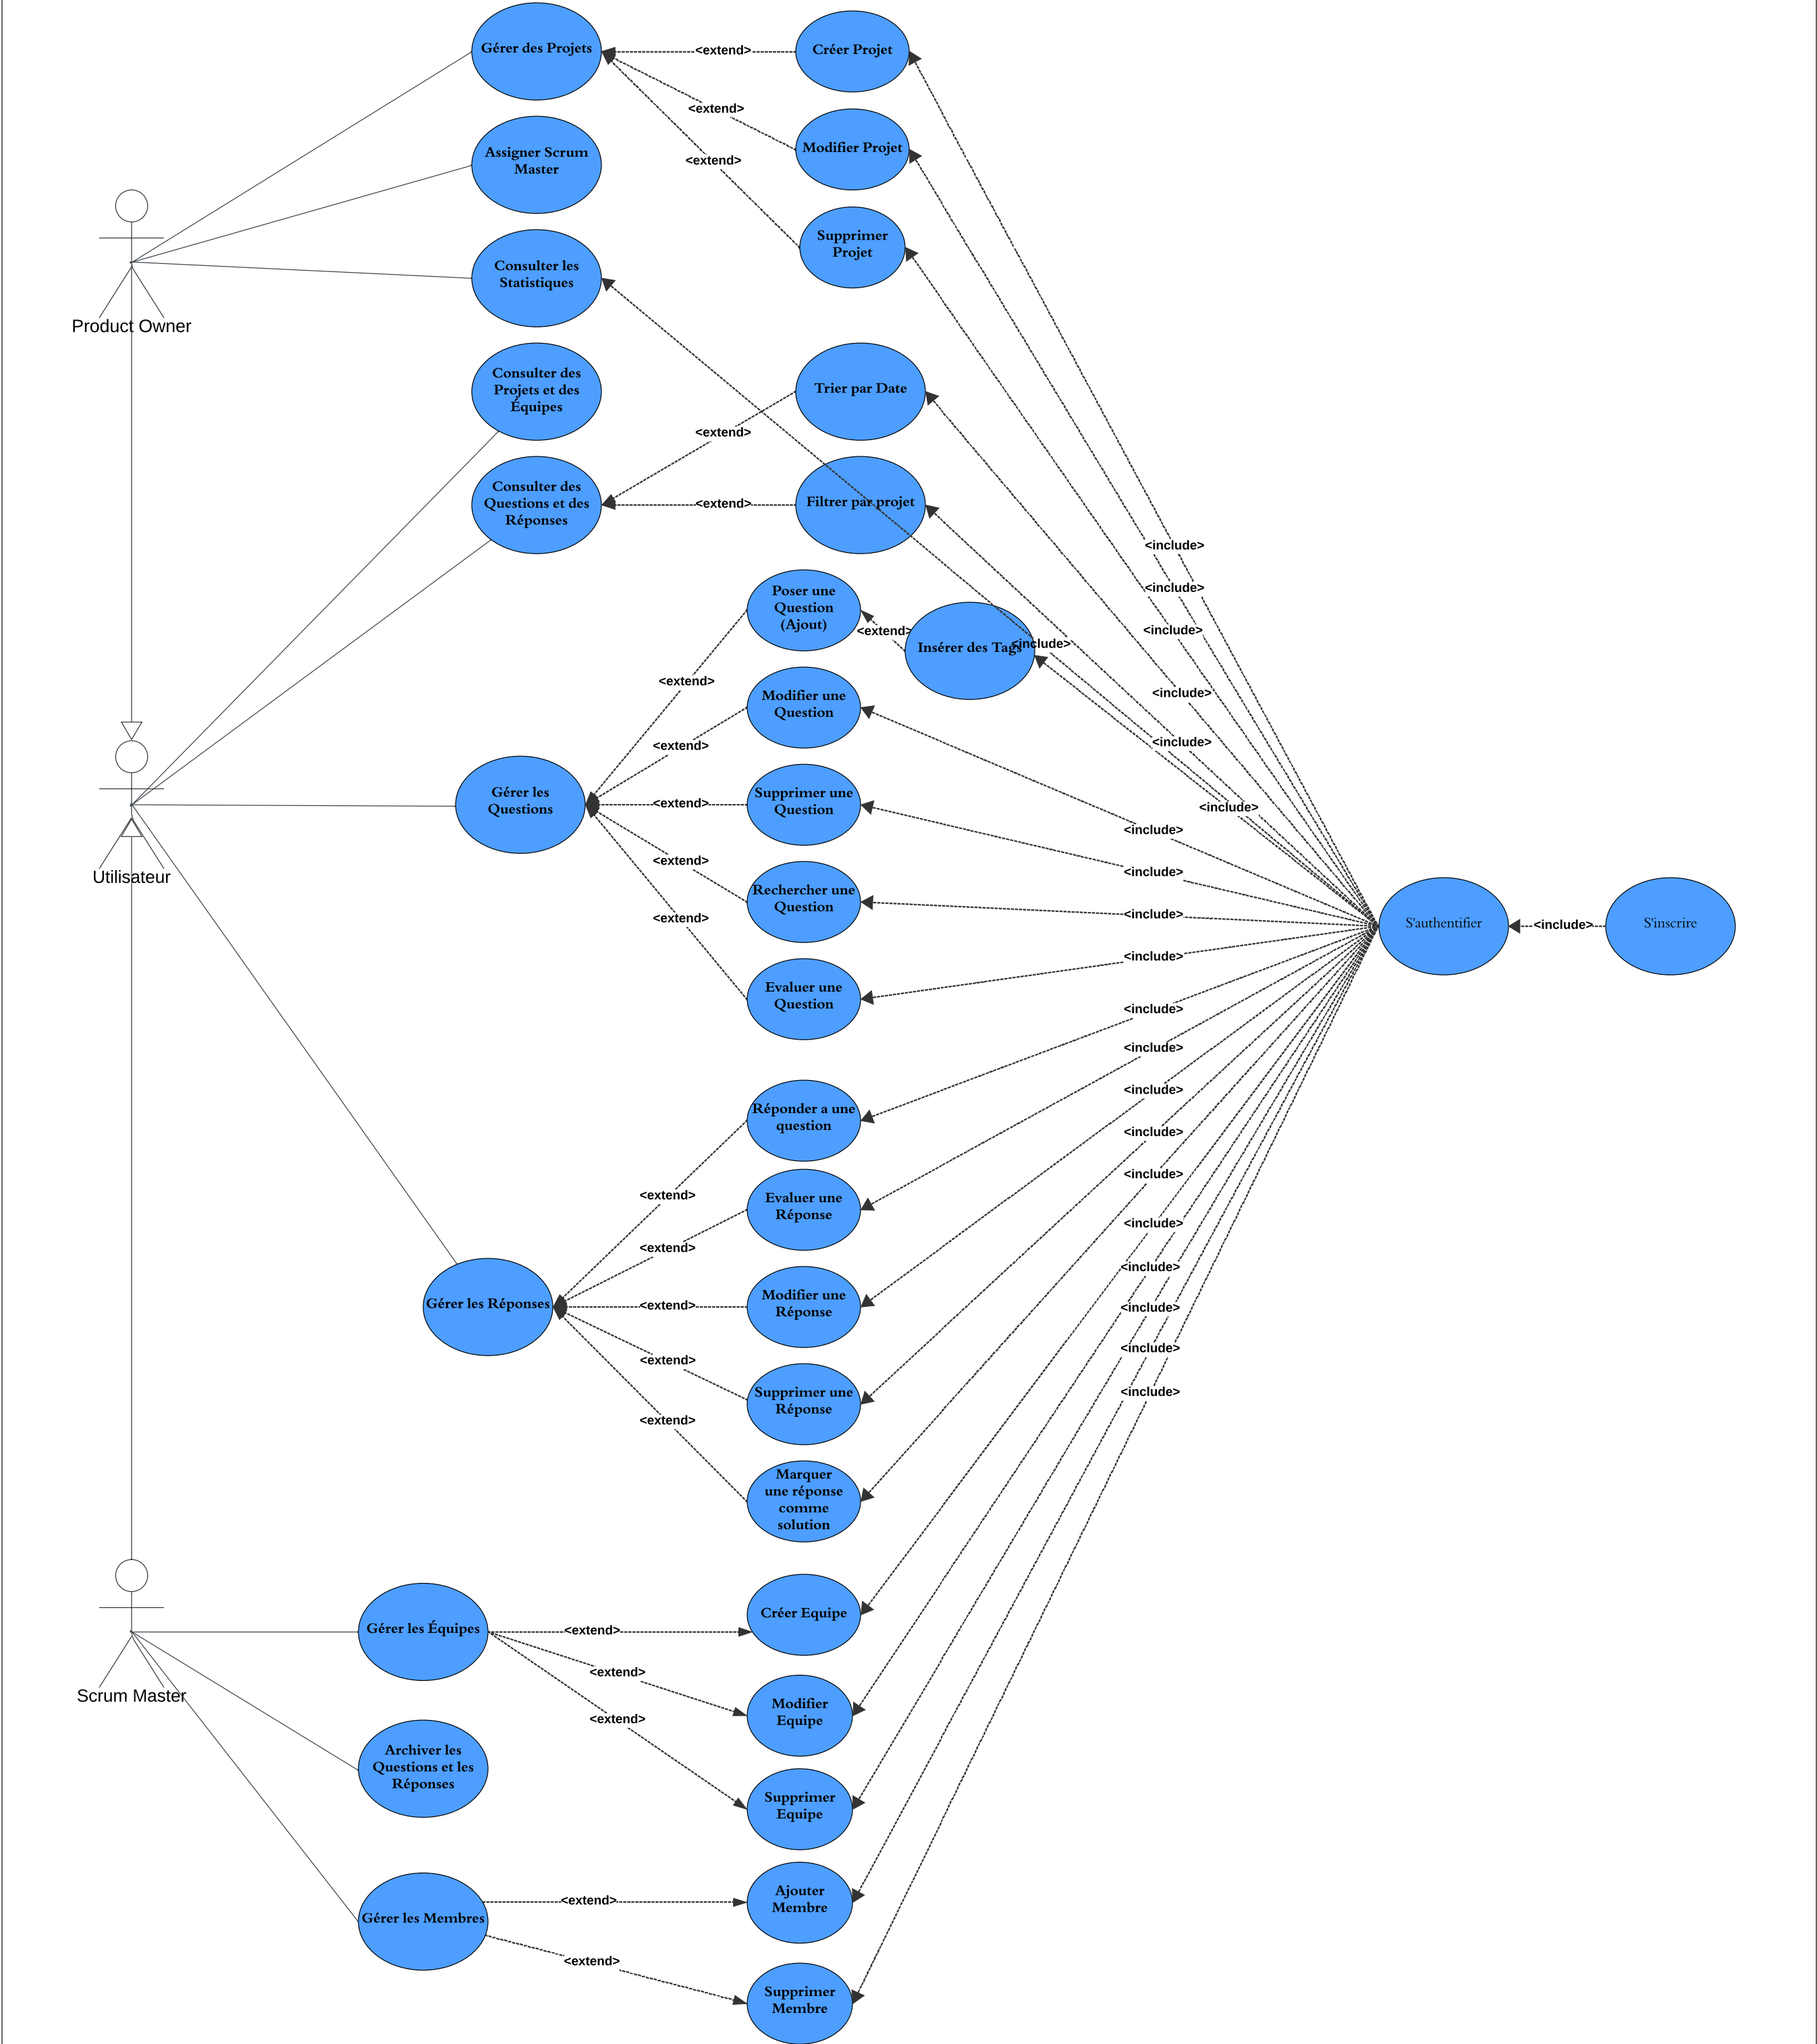 Gérer des Projets
<extend>
Créer Projet
<extend>
Modifier Projet
<extend>
Assigner Scrum
Master
Supprimer
Projet
Consulter les
Statistiques
Product Owner
Consulter des
Projets et des
Équipes
Trier par Date
<extend>
Consulter des
Questions et des
Réponses
<extend>
Filtrer par projet
<include>
<include>
<include>
<include>
<include>
<include>
<include>
Poser une
Question
(Ajout)
<extend>
Insérer des Tags
<extend>
Modifier une
Question
<extend>
Gérer les
Questions
<extend>
Supprimer une
Question
<include>
<extend>
Rechercher une
Question
<include>
<extend>
<include>
Evaluer une
Question
<include>
Utilisateur
S'authentifier
<include>
S'inscrire
<include>
<include>
<include>
<include>
<include>
Réponder a une
question
<extend>
Evaluer une
Réponse
<extend>
Gérer les Réponses
<extend>
Modifier une
Réponse
<extend>
Supprimer une
Réponse
<extend>
Marquer
une réponse
comme
solution
<include>
<include>
<include>
<include>
<include>
Scrum Master
Gérer les Équipes
<extend>
Créer Equipe
<extend>
Modifier
Equipe
<extend>
Archiver les
Questions et les
Réponses
Supprimer
Equipe
Gérer les Membres
<extend>
Ajouter
Membre
<extend>
Supprimer
Membre